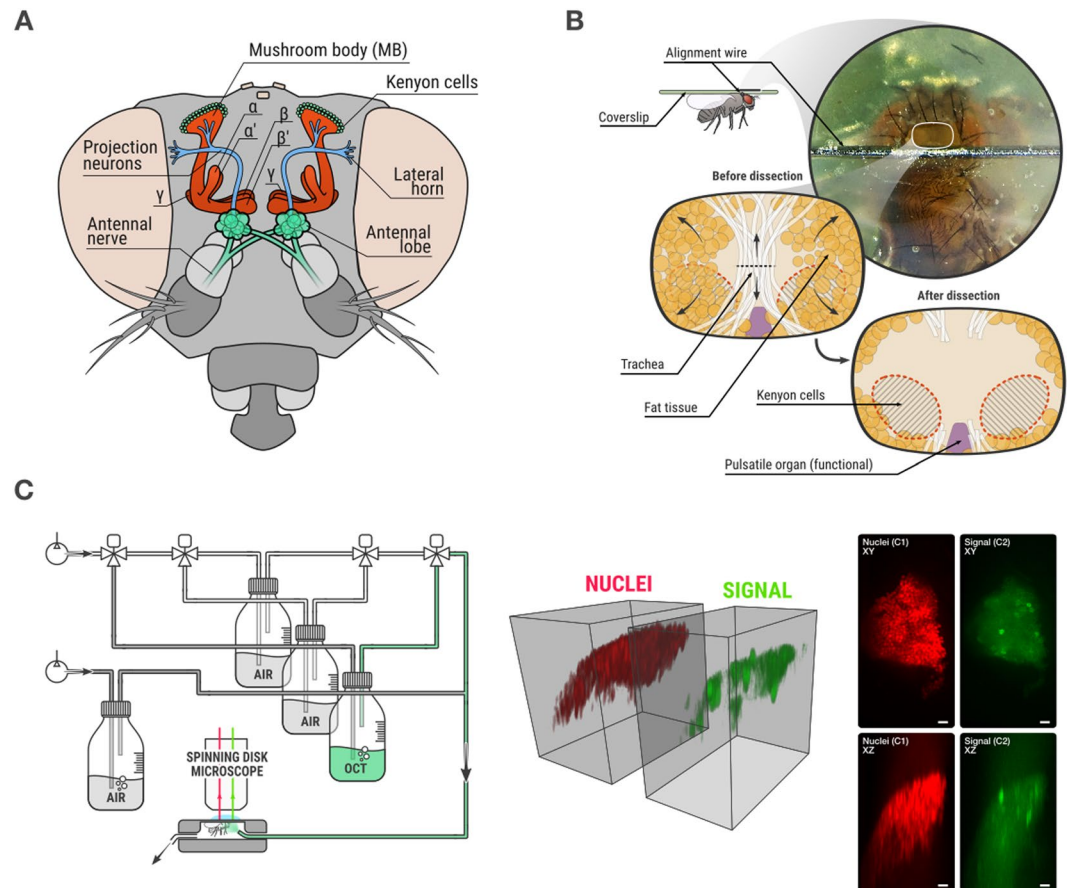 A
Mushroom body (MB)
Kenyon cells
α
α'
β
β'
Projection
neurons
γ
γ
Lateral
horn
Antennal
nerve
Antennal
lobe
B
Alignment wire
Coverslip
Before dissection
After dissection
Trachea
Fat tissue
Kenyon cells
Pulsatile organ (functional)
C
AIR
AIR
OCT
AIR
SPINNING DISK
MICROSCOPE
NUCLEI
SIGNAL
Nuclei (C1)
XY
Signal (C2)
XY
Nuclei (C1)
XZ
Signal (C2)
XZ